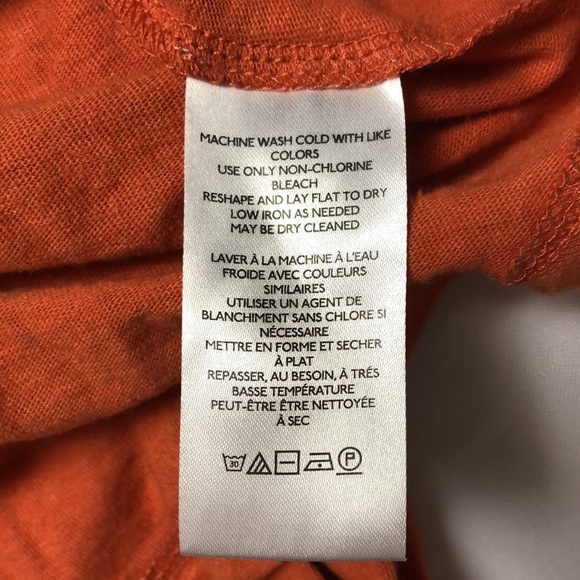 MACHINE WASH COLD WITH LIKE
COLORS
USE ONLY NON-CHLORINE
BLEACH
RESHAPE AND LAY FLAT TO DRY
LOW IRON AS NEEDED
MAY BE DRY CLEANED
LAVER À LA MACHINE À L'EAU
FROIDE AVEC COULEURS
SIMILAIRES
UTILISER UN AGENT DE
BLANCHIMENT SANS CHLORE SI
NÉCESSAIRE
METTRE EN FORME ET SECHER
À PLAT
REPASSER, AU BESOIN, À TRÉS
BASSE TEMPÉRATURE
PEUT-ÊTRE ÊTRE NETTOYÉE
À SEC
30 P